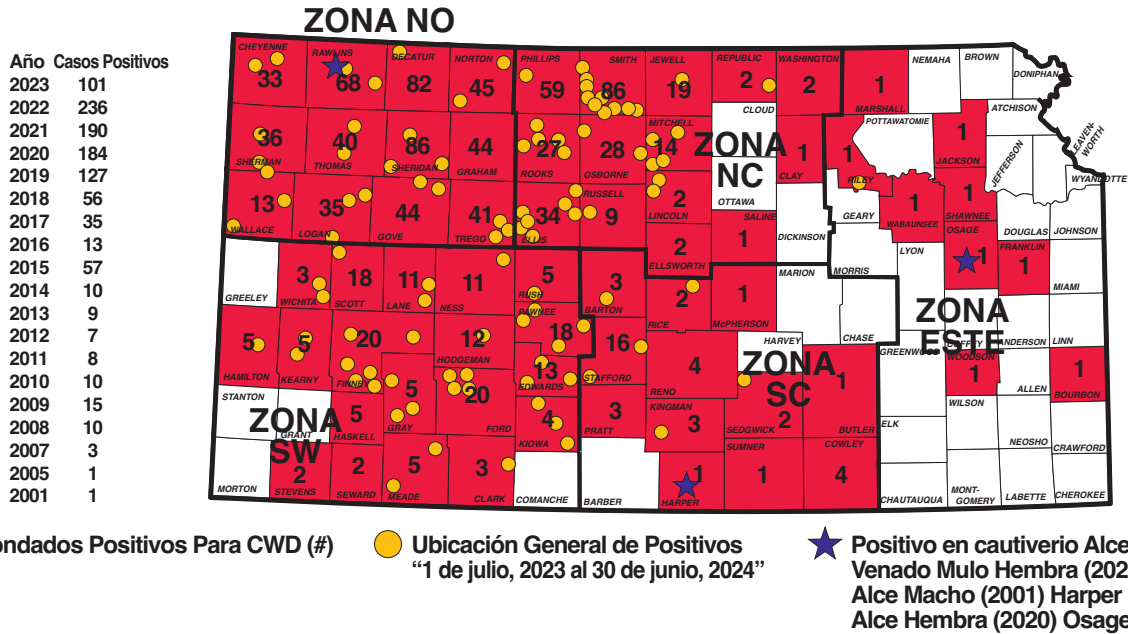 ZONA NO
Año Casos Positivos
2023 101
2022 236
2021 190
2020 184
2019 127
2018 56
2017 35
2016 13
2015 57
2014 10
2013 9
2012 7
2011 8
2010 10
2009 15
2008 10
2007 3
2005 1
2001 1
CHEYENNE 33
RAWLINS 68
DECATUR 82
NORTON 45
PHILLIPS 59
SMITH 86
JEWELL 19
REPUBLIC 2
WASHINGTON 2
MARSHALL 1
NEMAHA
BROWN
DONIPHAN
SHERMAN 36
THOMAS 40
SHERIDAN 86
GRAHAM 44
ROOKS 27
OSBORNE 28
MITCHELL 14
CLOUD
CLAY 1
RILEY 1
POTTAWATOMIE
JACKSON 1
ATCHISON
JEFFERSON
LEAVEN-
WORTH
WYANDOTTE
ZONA
NC
WALLACE 13
LOGAN 35
GOVE 44
TREGO 41
ELLIS 34
RUSSELL 9
LINCOLN 2
OTTAWA
SALINE 1
DICKINSON
GEARY
WABAUNSEE 1
SHAWNEE 1
DOUGLAS
JOHNSON
ELLSWORTH 2
MORRIS
LYON
OSAGE 1
FRANKLIN 1
MIAMI
GREELEY
WICHITA 3
SCOTT 18
LANE 11
NESS 11
RUSH 5
BARTON 3
RICE 2
McPHERSON 1
MARION
CHASE
ZONA
ESTE
COFFEY
ANDERSON
LINN
HAMILTON 5
KEARNY 5
FINNEY 20
HODGEMAN 12
PAWNEE 18
EDWARDS 13
STAFFORD 16
RENO 4
HARVEY
ZONA
SC
BUTLER 1
GREENWOOD
WOODSON 1
ALLEN
BOURBON 1
STANTON
GRANT
HASKELL 5
GRAY 5
FORD 20
KIOWA 4
PRATT 3
KINGMAN 3
SEDGWICK 2
ELK
WILSON
NEOSHO
CRAWFORD
ZONA
SW
MORTON
STEVENS 2
SEWARD 2
MEADE 5
CLARK 3
COMANCHE
BARBER
HARPER 1
SUMNER 1
COWLEY 4
CHAUTAUQUA
MONT-
GOMERY
LABETTE
CHEROKEE
ondados Positivos Para CWD (#)
Ubicación General de Positivos
“1 de julio, 2023 al 30 de junio, 2024”
Positivo en cautiverio Alce
Venado Mulo Hembra (202
Alce Macho (2001) Harper
Alce Hembra (2020) Osage